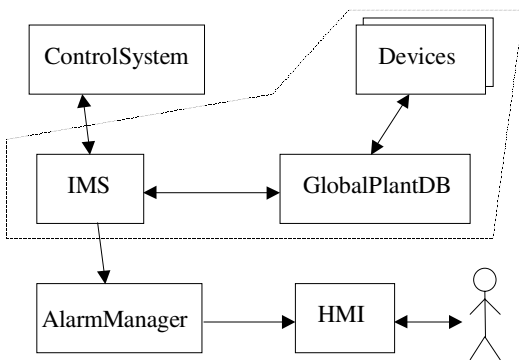 ControlSystem
Devices
IMS
GlobalPlantDB
AlarmManager
HMI